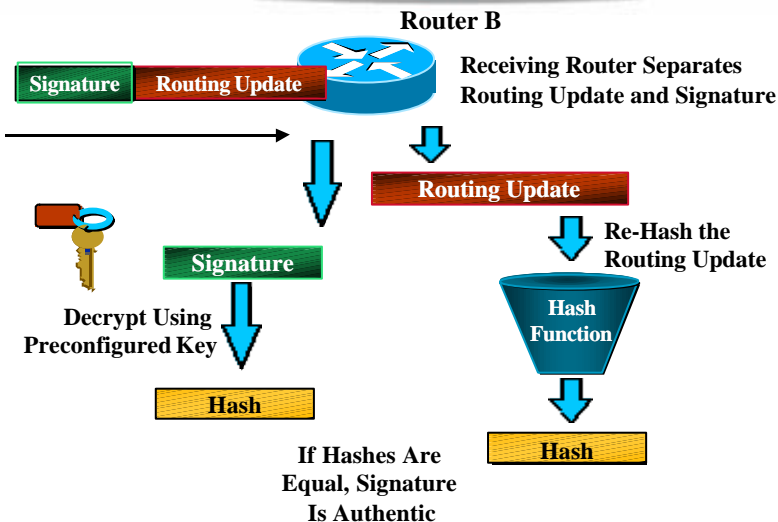 Router B
Signature
Routing Update
Receiving Router Separates
Routing Update and Signature
Routing Update
Re-Hash the
Routing Update
Signature
Decrypt Using
Preconfigured Key
Hash
Function
Hash
Hash
If Hashes Are
Equal, Signature
Is Authentic